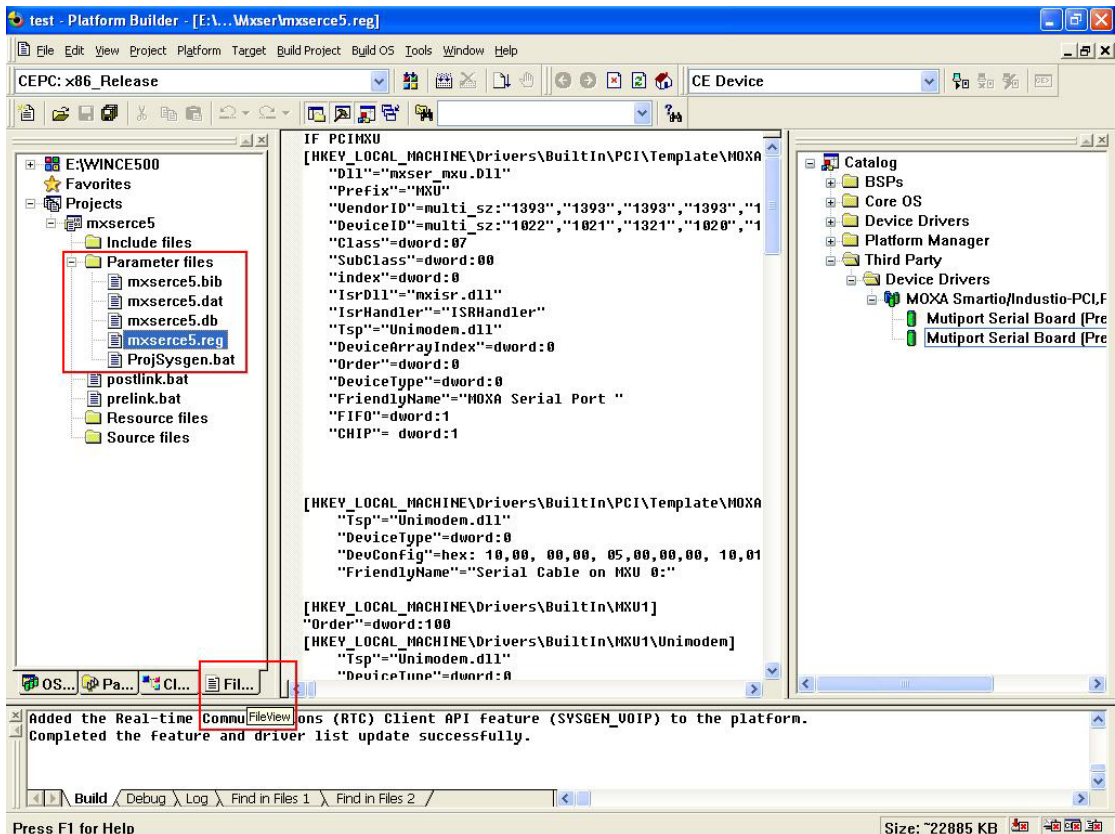 test - Platform Builder - [E:\...\Mxser\mxserce5.reg]
File Edit View Project Platform Target Build Project Build OS Tools Window Help
CEPC: x86_Release
CE Device
E:\WINCE500
Favorites
Projects
mxserce5
Include files
Parameter files
mxserce5.bib
mxserce5.dat
mxserce5.db
mxserce5.reg
ProjSysgen.bat
postlink.bat
prelink.bat
Resource files
Source files
OS... Pa... Cl... Fil...
FileView
IF PCIMXU
[HKEY_LOCAL_MACHINE\Drivers\BuiltIn\PCI\Template\MOXA
"Dll"="mxser_mxu.Dll"
"Prefix"="MXU"
"VendorID"=multi_sz:"1393","1393","1393","1393","1
"DeviceID"=multi_sz:"1022","1021","1321","1020","1
"Class"=dword:07
"SubClass"=dword:00
"index"=dword:0
"IsrDll"="mxisr.dll"
"IsrHandler"="ISRHandler"
"Tsp"="Unimodem.dll"
"DeviceArrayIndex"=dword:0
"Order"=dword:0
"DeviceType"=dword:0
"FriendlyName"="MOXA Serial Port "
"FIFO"=dword:1
"CHIP"= dword:1
[HKEY_LOCAL_MACHINE\Drivers\BuiltIn\PCI\Template\MOXA
"Tsp"="Unimodem.dll"
"DeviceType"=dword:0
"DevConfig"=hex: 10,00, 00,00, 05,00,00,00, 10,01
"FriendlyName"="Serial Cable on MXU 0:"
[HKEY_LOCAL_MACHINE\Drivers\BuiltIn\MXU1]
"Order"=dword:100
[HKEY_LOCAL_MACHINE\Drivers\BuiltIn\MXU1\Unimodem]
"Tsp"="Unimodem.dll"
"DeviceType"=dword:0
Catalog
BSPs
Core OS
Device Drivers
Platform Manager
Third Party
Device Drivers
MOXA Smartio/Industio-PCI,F
Mutiport Serial Board (Pre
Mutiport Serial Board (Pre
Added the Real-time Commu ons (RTC) Client API feature (SYSGEN_VOIP) to the platform.
Completed the feature and driver list update successfully.
Build Debug Log Find in Files 1 Find in Files 2
Press F1 for Help
Size: ~22885 KB